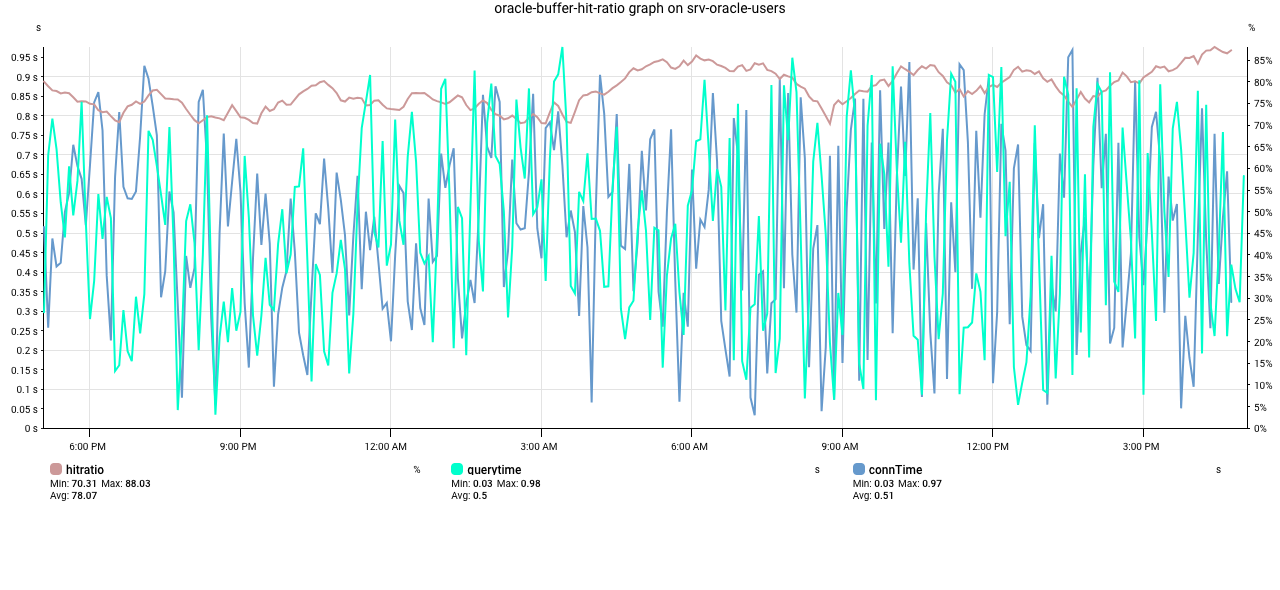 oracle-buffer-hit-ratio graph on srv-oracle-users
s %
0.95 s 85%
0.9 s 80%
0.85 s 75%
0.8 s 70%
0.75 s 65%
0.7 s 60%
0.65 s 55%
0.6 s 50%
0.55 s 45%
0.5 s 40%
0.45 s 35%
0.4 s 30%
0.35 s 25%
0.3 s 20%
0.25 s 15%
0.2 s 10%
0.15 s 5%
0.1 s 0%
0.05 s
0 s
6:00 PM 9:00 PM 12:00 AM 3:00 AM 6:00 AM 9:00 AM 12:00 PM 3:00 PM
hitratio %
Min: 70.31 Max: 88.03
Avg: 78.07
querytime s
Min: 0.03 Max: 0.98
Avg: 0.5
connTime s
Min: 0.03 Max: 0.97
Avg: 0.51